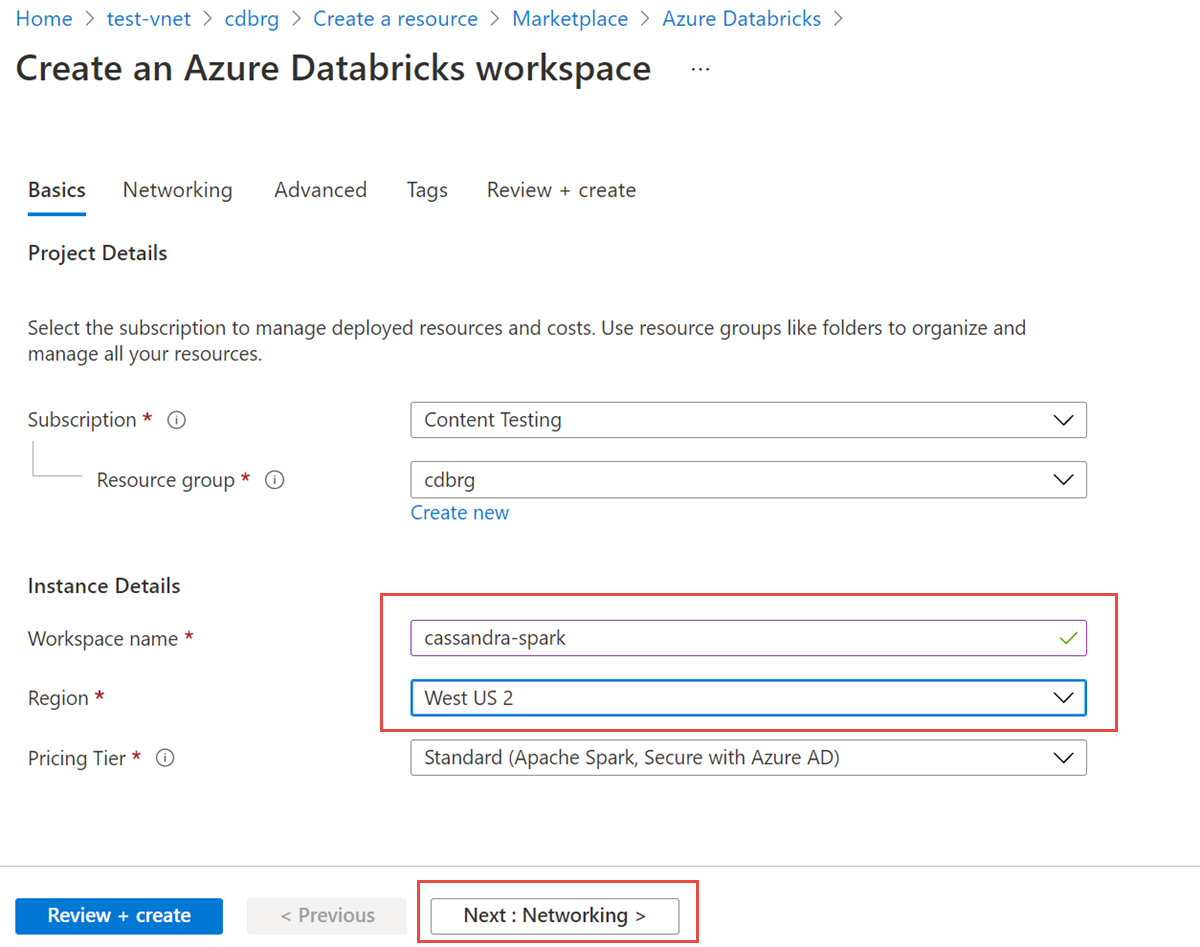 Home > test-vnet > cdbrg > Create a resource > Marketplace > Azure Databricks >
Create an Azure Databricks workspace ...
Basics Networking Advanced Tags Review + create
Project Details
Select the subscription to manage deployed resources and costs. Use resource groups like folders to organize and
manage all your resources.
Subscription * Content Testing
Resource group * cdbrg
Create new
Instance Details
Workspace name * cassandra-spark
Region * West US 2
Pricing Tier * Standard (Apache Spark, Secure with Azure AD)
Review + create < Previous Next : Networking >